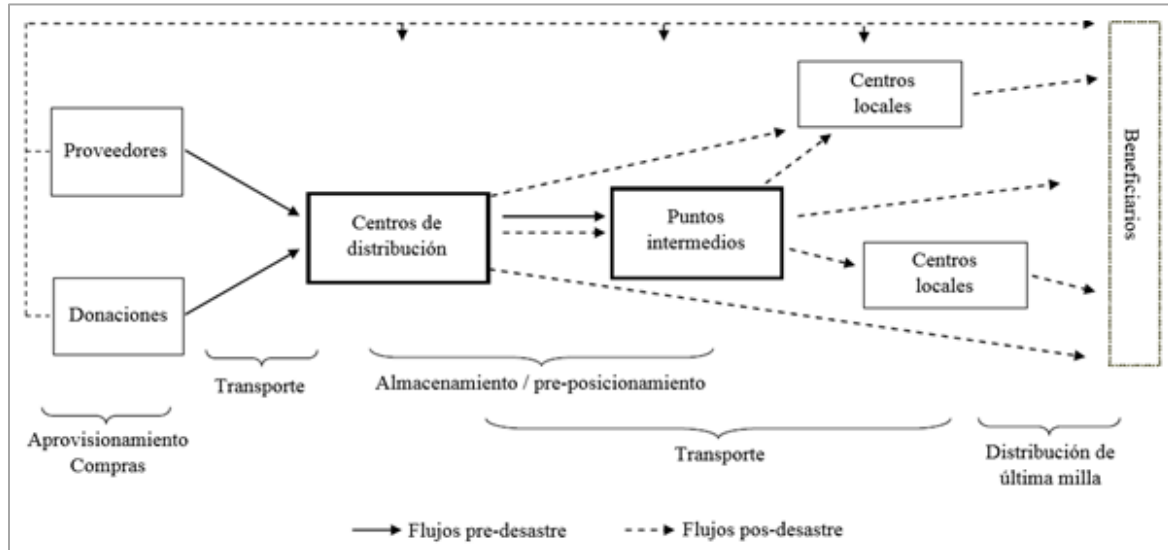 Centros
locales
Proveedores
Centros de
distribución
Puntos
intermedios
Centros
locales
Donaciones
Beneficiarios
Transporte
Almacenamiento / pre-posicionamiento
Aprovisionamiento
Compras
Transporte
Distribución de
última milla
Flujos pre-desastre
Flujos pos-desastre